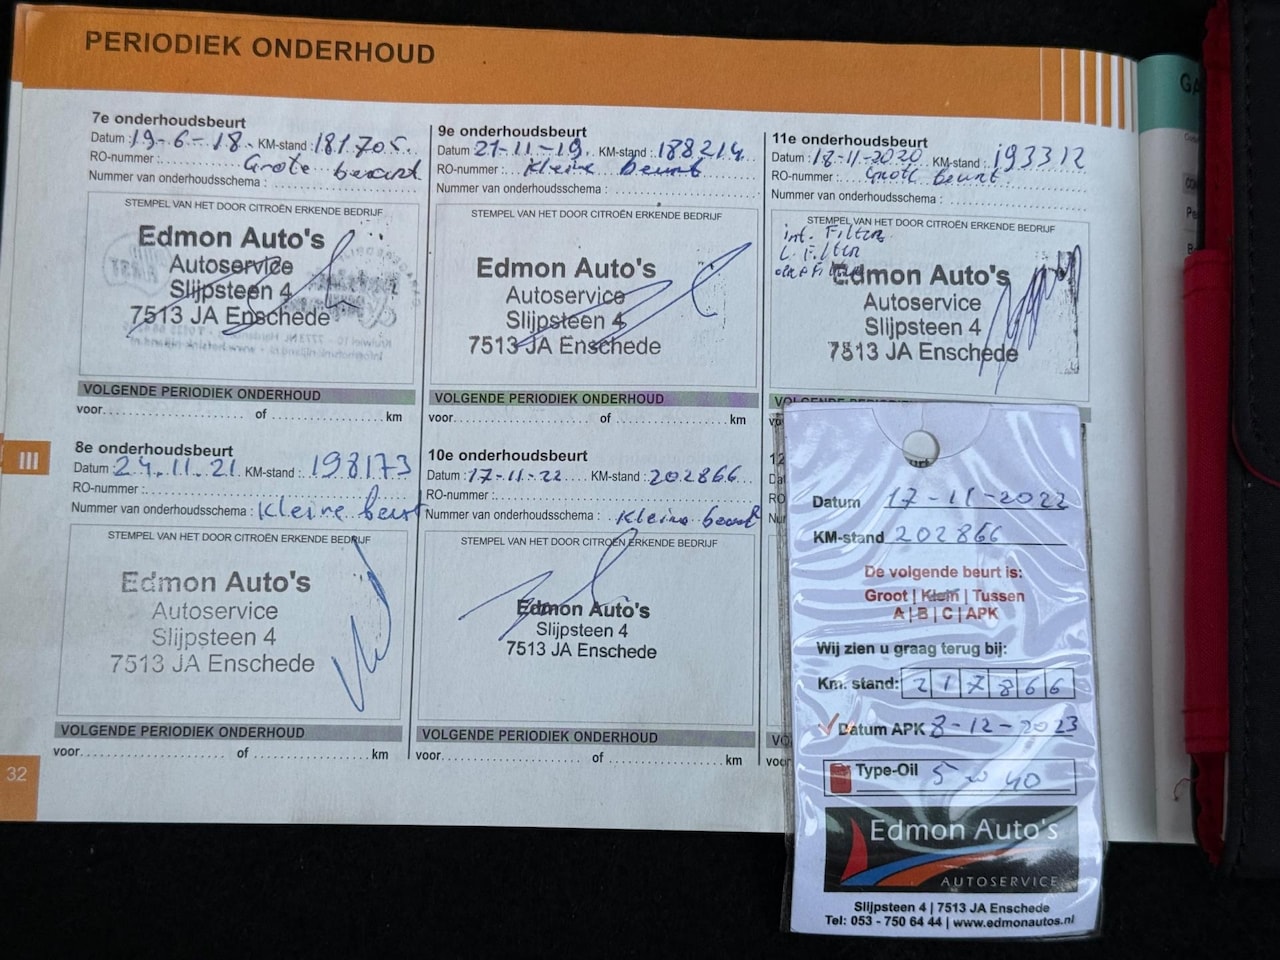 PERIODIEK ONDERHOUD
7e onderhoudsbeurt
Datum : 19-6-18. KM-stand : 181705.
RO-nummer : Grote beurt
Nummer van onderhoudsschema :
STEMPEL VAN HET DOOR CITROËN ERKENDE BEDRIJF
Edmon Auto's
Autoservice
Slijpsteen 4
7513 JA Enschede
VOLGENDE PERIODIEK ONDERHOUD
voor of km
8e onderhoudsbeurt
Datum : 24.11.21 KM-stand : 198173
RO-nummer :
Nummer van onderhoudsschema : Kleine beurt
STEMPEL VAN HET DOOR CITROËN ERKENDE BEDRIJF
Edmon Auto's
Autoservice
Slijpsteen 4
7513 JA Enschede
VOLGENDE PERIODIEK ONDERHOUD
voor of km
9e onderhoudsbeurt
Datum : 21-11-19. KM-stand : 188214
RO-nummer : Kleine beurt
Nummer van onderhoudsschema :
STEMPEL VAN HET DOOR CITROËN ERKENDE BEDRIJF
Edmon Auto's
Autoservice
Slijpsteen 4
7513 JA Enschede
VOLGENDE PERIODIEK ONDERHOUD
voor of km
10e onderhoudsbeurt
Datum : 17-11-22 KM-stand : 202866
RO-nummer :
Nummer van onderhoudsschema : Kleine beurt
STEMPEL VAN HET DOOR CITROËN ERKENDE BEDRIJF
Edmon Auto's
Autoservice
Slijpsteen 4
7513 JA Enschede
VOLGENDE PERIODIEK ONDERHOUD
voor of km
11e onderhoudsbeurt
Datum : 18-11-2020 KM-stand : 193312
RO-nummer : Grote beurt
Nummer van onderhoudsschema :
STEMPEL VAN HET DOOR CITROËN ERKENDE BEDRIJF
int. Filter
L. Filter
Edmon Auto's
Autoservice
Slijpsteen 4
7513 JA Enschede
VOLGENDE PERIODIEK ONDERHOUD
III
32
Datum 17-11-2022
KM-stand 202866
De volgende beurt is:
Groot | Klein | Tussen
A | B | C | APK
Wij zien u graag terug bij:
Km. stand: 217866
Datum APK 8-12-2023
Type-Oil 5w40
Edmon Auto's
AUTOSERVICE
Slijpsteen 4 | 7513 JA Enschede
Tel: 053 - 750 64 44 | www.edmonautos.nl